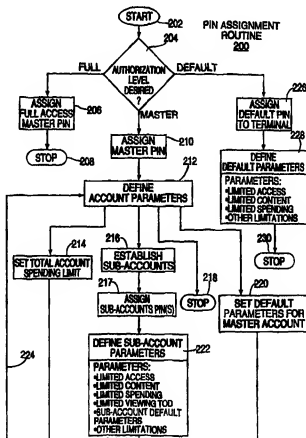 START
202
PIN ASSIGNMENT
ROUTINE
200
204
FULL
AUTHORIZATION
LEVEL
DESIRED
?
DEFAULT
MASTER
ASSIGN
FULL ACCESS
MASTER PIN
206
STOP
208
ASSIGN
MASTER PIN
210
ASSIGN
DEFAULT PIN
TO TERMINAL
226
228
DEFINE
DEFAULT PARAMETERS
PARAMETERS:
•LIMITED ACCESS
•LIMITED CONTENT
•LIMITED SPENDING
•OTHER LIMITATIONS
230
STOP
212
DEFINE
ACCOUNT PARAMETERS
214
SET TOTAL ACCOUNT
SPENDING LIMIT
216
ESTABLISH
SUB-ACCOUNTS
217
ASSIGN
SUB-ACCOUNTS PIN(S)
218
STOP
220
SET DEFAULT
PARAMETERS FOR
MASTER ACCOUNT
DEFINE SUB-ACCOUNT
PARAMETERS
222
PARAMETERS:
•LIMITED ACCESS
•LIMITED CONTENT
•LIMITED SPENDING
•LIMITED VIEWING TOD
•SUB-ACCOUNT DEFAULT
PARAMETERS
•OTHER LIMITATIONS
224